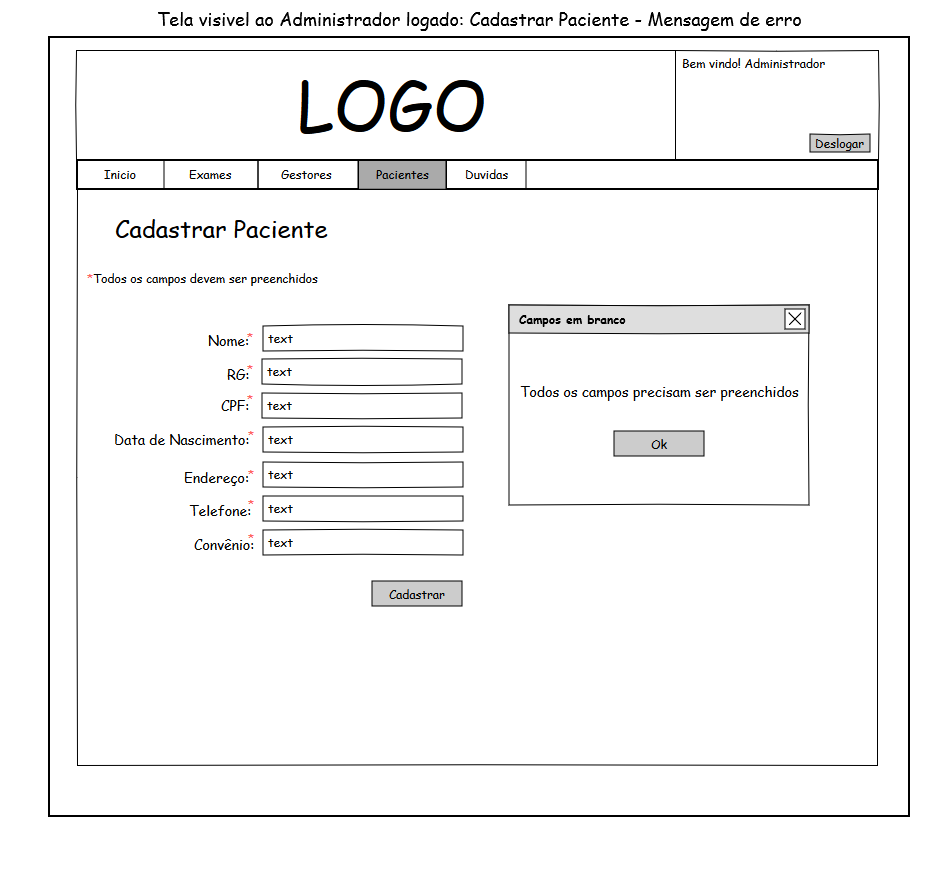 Tela visivel ao Administrador logado: Cadastrar Paciente - Mensagem de erro
LOGO
Bem vindo! Administrador
Deslogar
Inicio Exames Gestores Pacientes Duvidas
Cadastrar Paciente
*Todos os campos devem ser preenchidos
Nome:* text
RG:* text
CPF:* text
Data de Nascimento:* text
Endereço:* text
Telefone:* text
Convênio:* text
Cadastrar
Campos em branco
Todos os campos precisam ser preenchidos
Ok